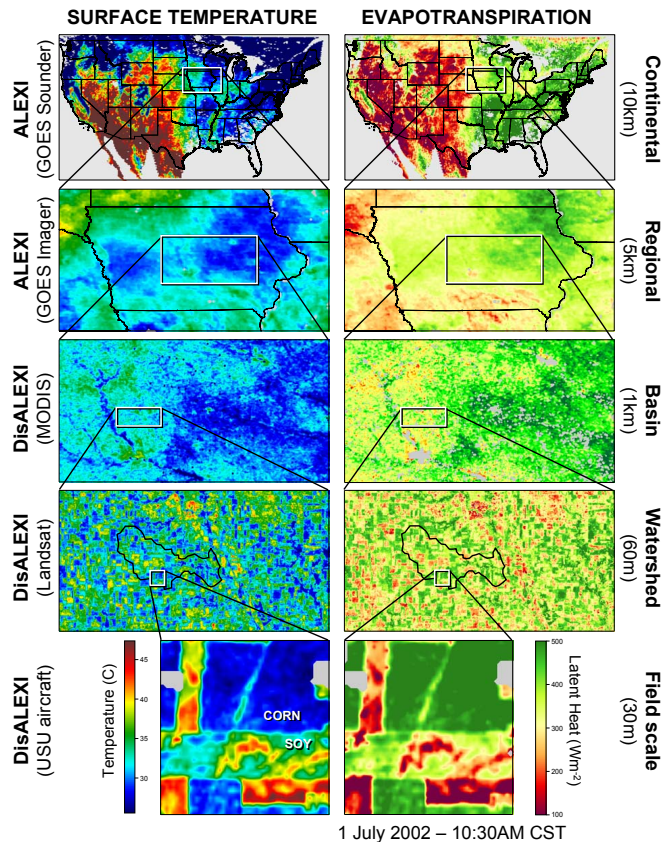 SURFACE TEMPERATURE
EVAPOTRANSPIRATION
ALEXI
(GOES Sounder)
Continental
(10km)
ALEXI
(GOES Imager)
Regional
(5km)
DisALEXI
(MODIS)
Basin
(1km)
DisALEXI
(Landsat)
Watershed
(60m)
DisALEXI
(USU aircraft)
Temperature (C)
45
40
35
30
CORN
SOY
500
400
300
200
100
Latent Heat (Wm-2)
Field scale
(30m)
1 July 2002 – 10:30AM CST